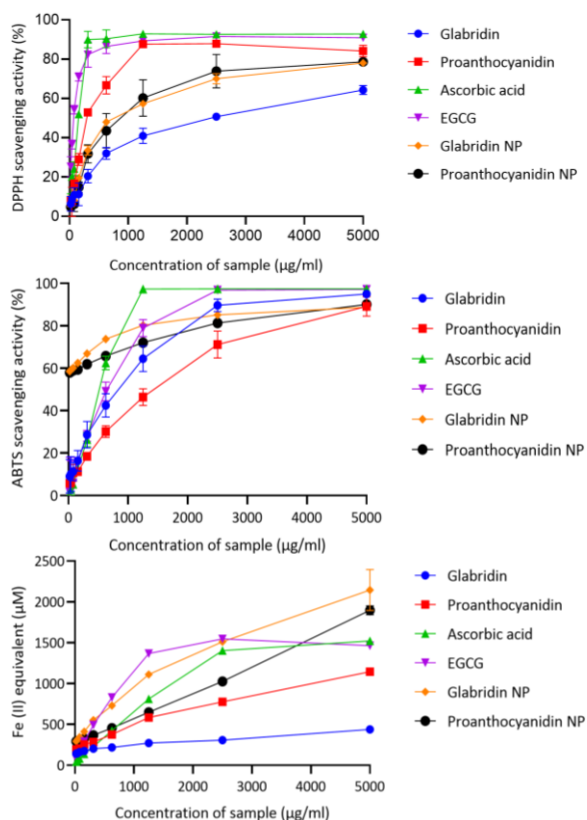 DPPH scavenging activity (%)
100
80
60
40
20
0
0 1000 2000 3000 4000 5000
Concentration of sample (µg/ml)
Glabridin
Proanthocyanidin
Ascorbic acid
EGCG
Glabridin NP
Proanthocyanidin NP
ABTS scavenging activity (%)
100
80
60
40
20
0
0 1000 2000 3000 4000 5000
Concentration of sample (µg/ml)
Glabridin
Proanthocyanidin
Ascorbic acid
EGCG
Glabridin NP
Proanthocyanidin NP
Fe (II) equivalent (µM)
2500
2000
1500
1000
500
0
0 1000 2000 3000 4000 5000
Concentration of sample (µg/ml)
Glabridin
Proanthocyanidin
Ascorbic acid
EGCG
Glabridin NP
Proanthocyanidin NP